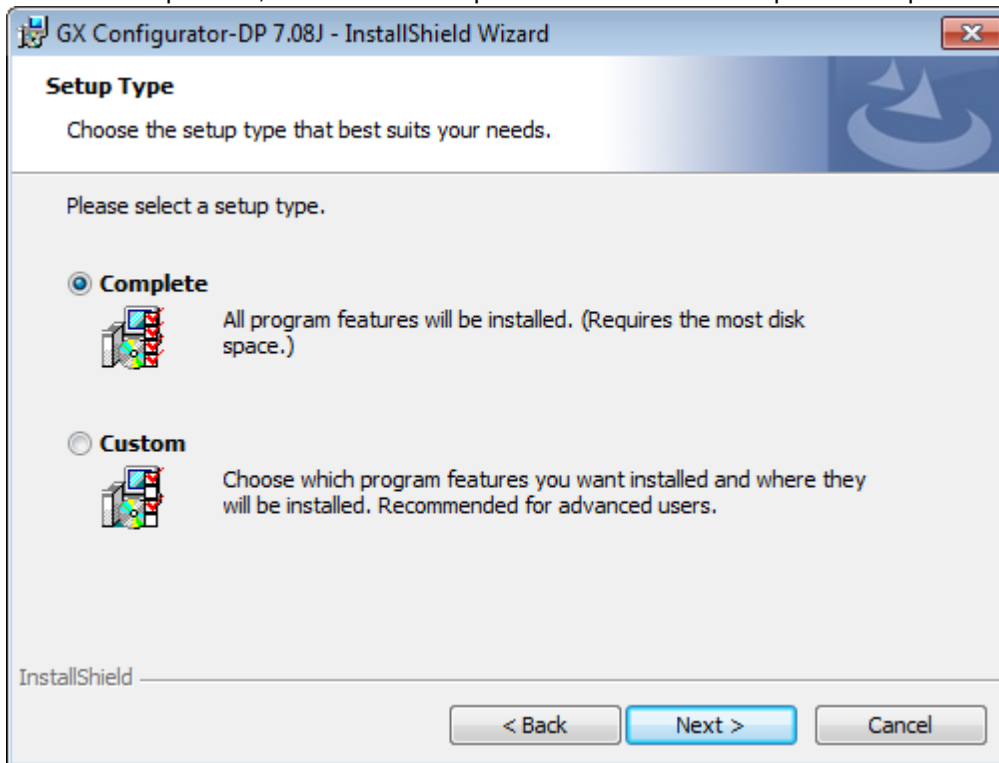 GX Configurator-DP 7.08J - InstallShield Wizard
Setup Type
Choose the setup type that best suits your needs.
Please select a setup type.
Complete
All program features will be installed. (Requires the most disk
space.)
Custom
Choose which program features you want installed and where they
will be installed. Recommended for advanced users.
InstallShield
< Back
Next >
Cancel